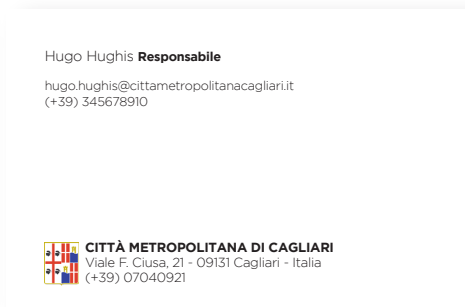 Hugo Hughis Responsabile
hugo.hughis@cittametropolitanacagliari.it
(+39) 345678910
CITTÀ METROPOLITANA DI CAGLIARI
Viale F. Ciusa, 21 - 09131 Cagliari - Italia
(+39) 07040921